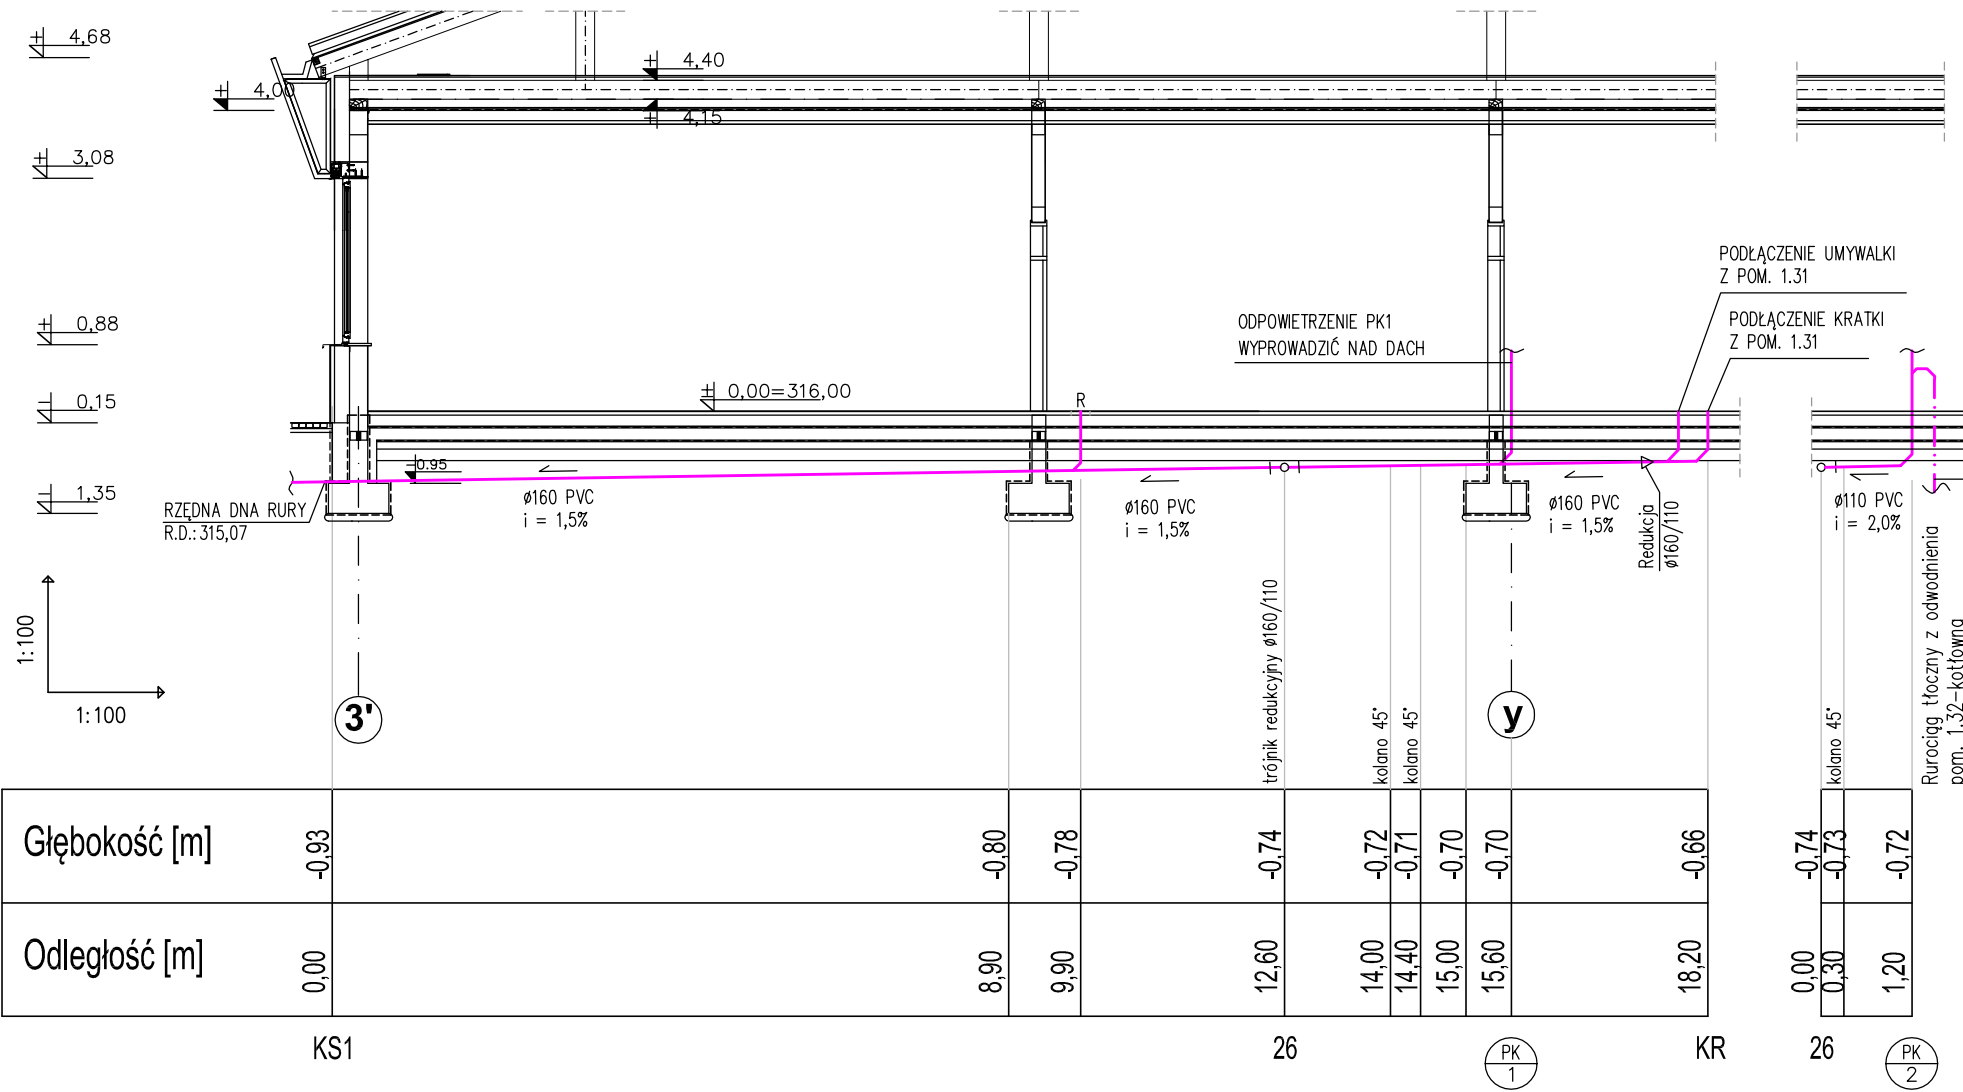 ± 4,68
± 4,00
± 4,40
± 4,15
± 3,08
PODŁĄCZENIE UMYWALKI
Z POM. 1.31
ODPOWIETRZENIE PK1
WYPROWADZIĆ NAD DACH
PODŁĄCZENIE KRATKI
Z POM. 1.31
± 0,88
± 0,00=316,00
0,15
R
-0.95
1,35
RZĘDNA DNA RURY
R.D.: 315,07
ø160 PVC
i = 1,5%
ø160 PVC
i = 1,5%
ø160 PVC
i = 1,5%
Redukcja
ø160/110
ø110 PVC
i = 2,0%
Rurociąg tłoczny z odwodnienia
pom. 1.32-kotłowna
1:100
1:100
3'
y
trójnik redukcyjny ø160/110
kolano 45°
kolano 45°
kolano 45°
Głębokość [m] -0,93 -0,80 -0,78 -0,74 -0,72 -0,71 -0,70 -0,70 -0,66 -0,74 -0,73 -0,72
Odległość [m] 0,00 8,90 9,90 12,60 14,00 14,40 15,00 15,60 18,20 0,00 0,30 1,20
KS1 26 PK 1 KR 26 PK 2